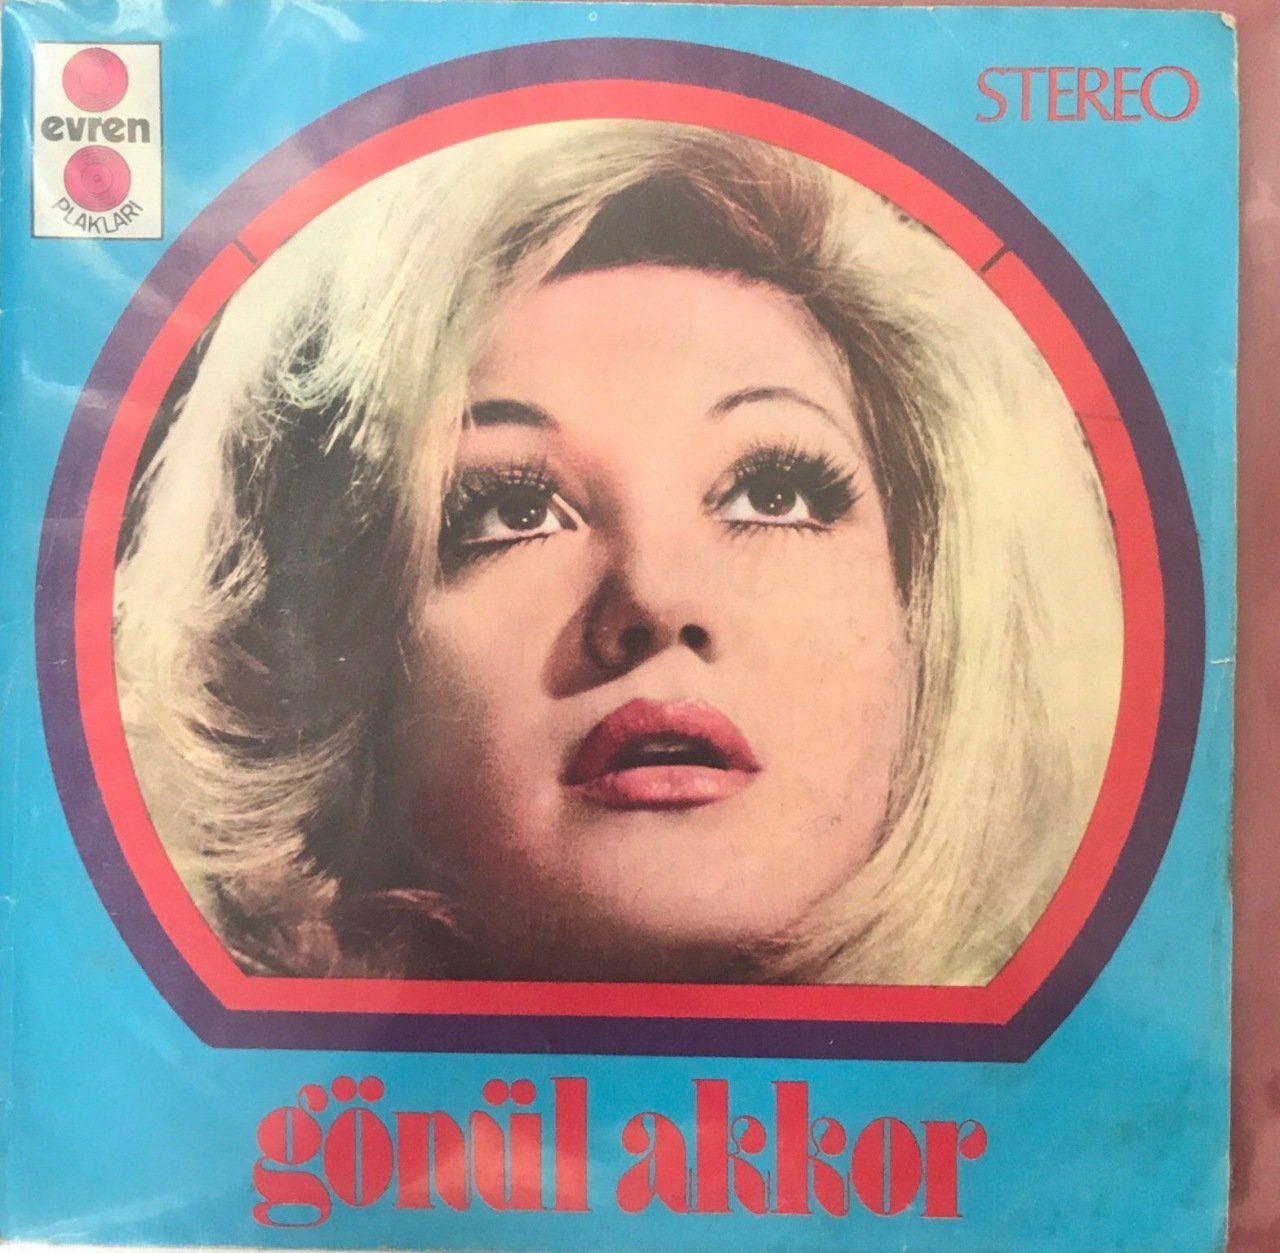 evren
PLAKLARI
STEREO
gönül akkor